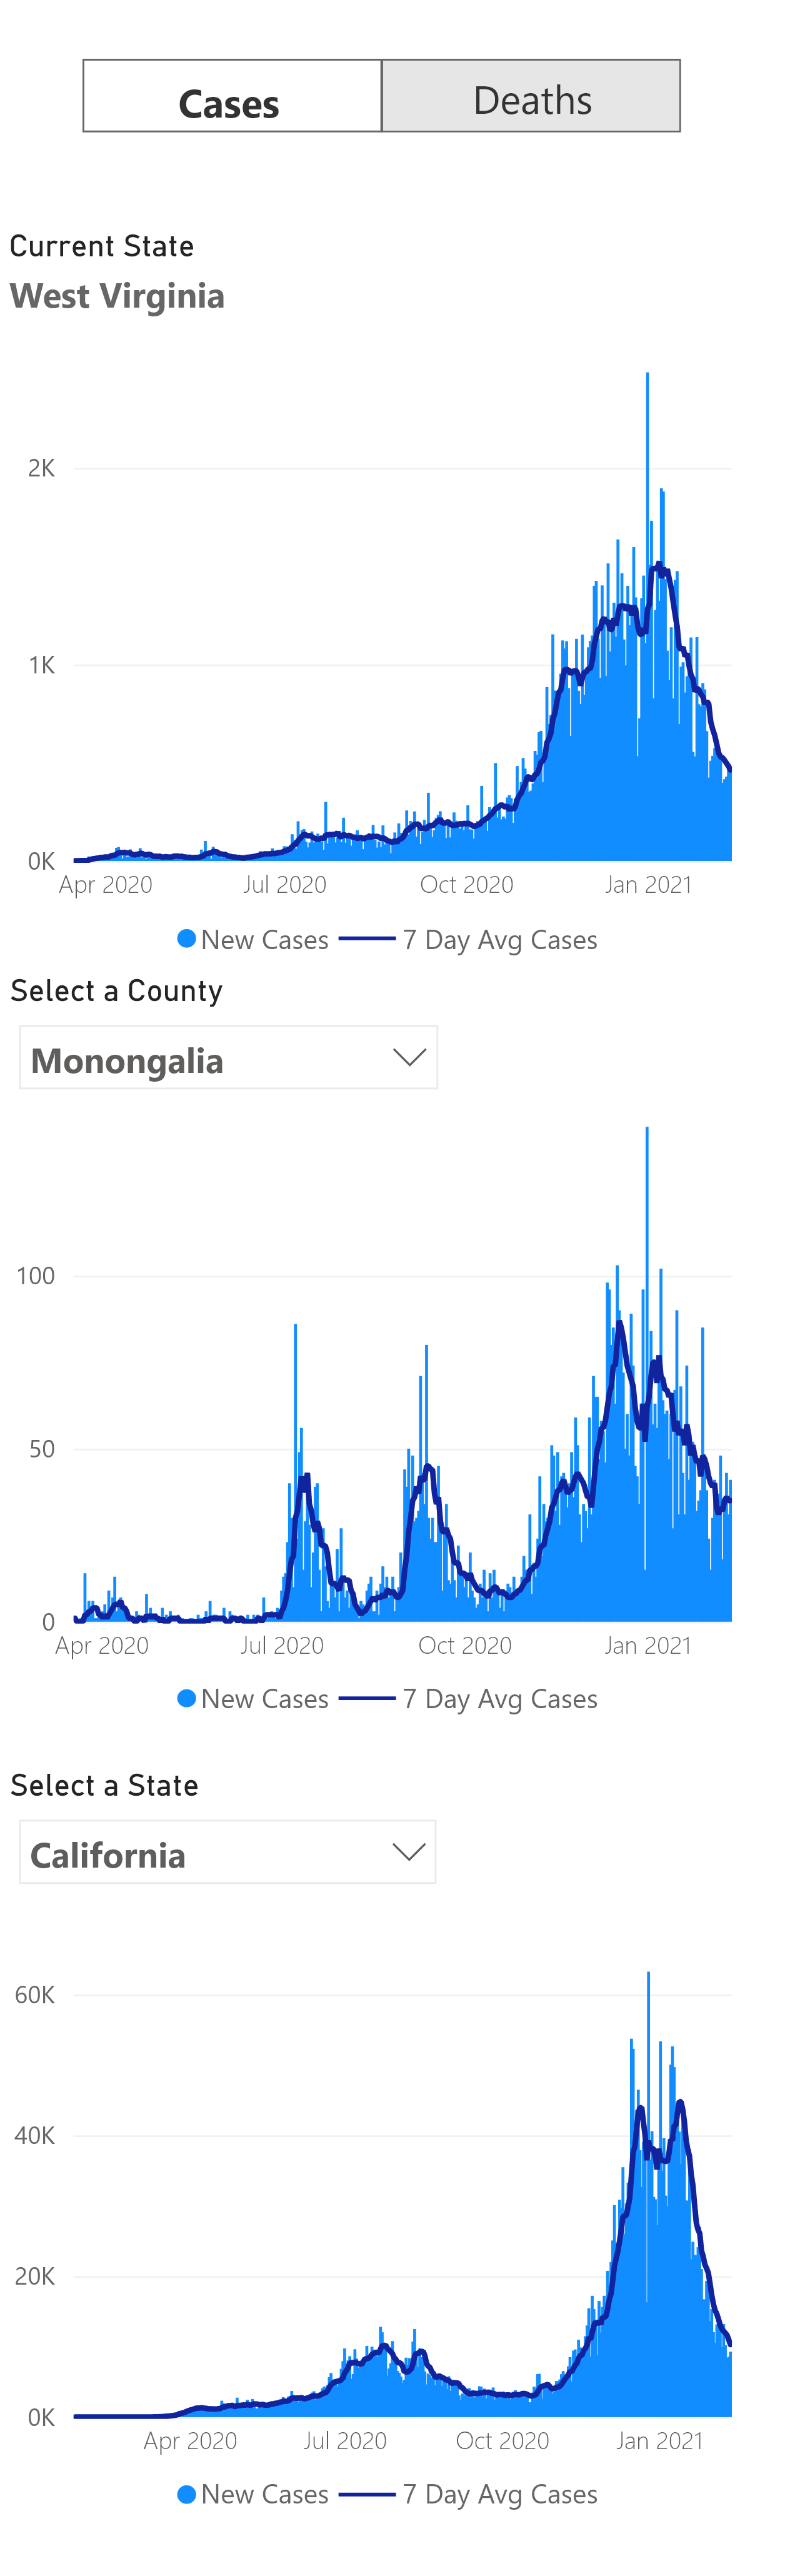 Cases Deaths
Current State
West Virginia
2K
1K
0K
Apr 2020 Jul 2020 Oct 2020 Jan 2021
New Cases 7 Day Avg Cases
Select a County
Monongalia
100
50
0
Apr 2020 Jul 2020 Oct 2020 Jan 2021
New Cases 7 Day Avg Cases
Select a State
California
60K
40K
20K
0K
Apr 2020 Jul 2020 Oct 2020 Jan 2021
New Cases 7 Day Avg Cases